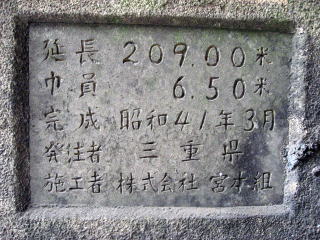 延長 209.00米
巾員 6.50米
完成 昭和41年3月
発注者 三重県
施工者 株式会社 宮本組